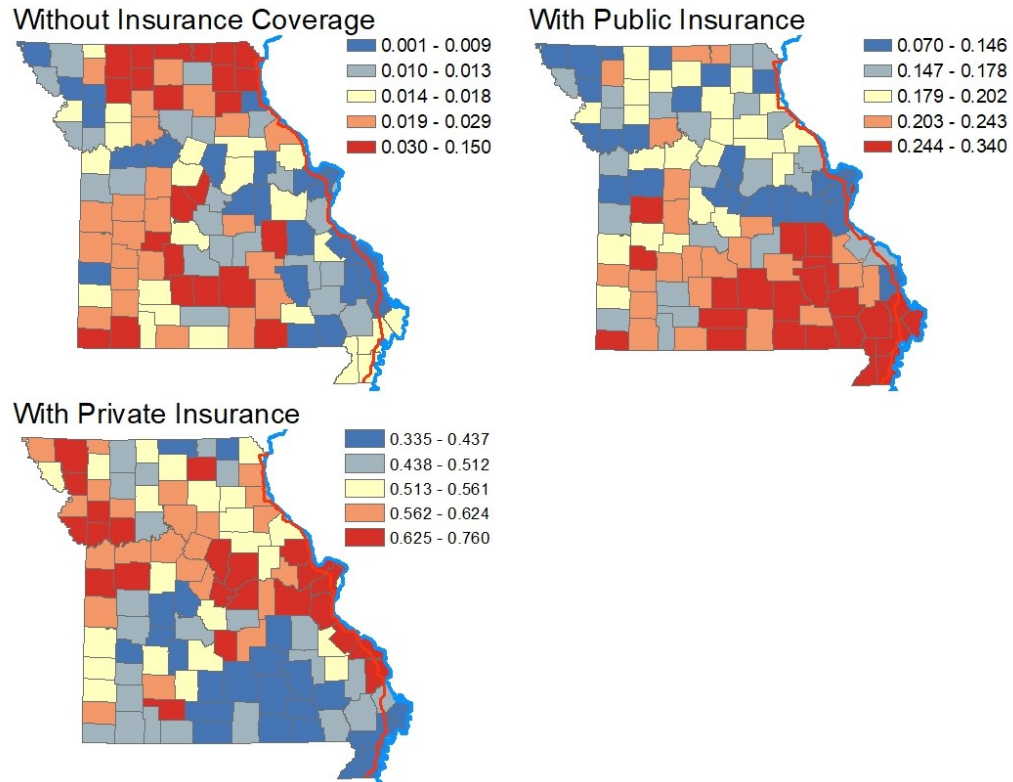 Without Insurance Coverage
0.001 - 0.009
0.010 - 0.013
0.014 - 0.018
0.019 - 0.029
0.030 - 0.150
With Public Insurance
0.070 - 0.146
0.147 - 0.178
0.179 - 0.202
0.203 - 0.243
0.244 - 0.340
With Private Insurance
0.335 - 0.437
0.438 - 0.512
0.513 - 0.561
0.562 - 0.624
0.625 - 0.760